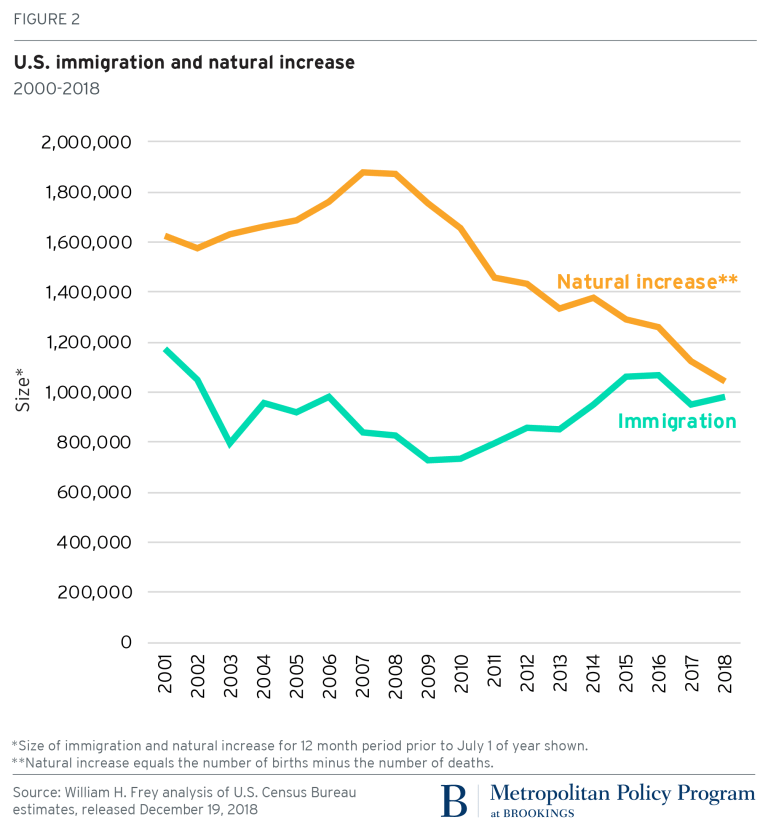 FIGURE 2
U.S. immigration and natural increase
2000-2018
2,000,000
1,800,000
1,600,000
1,400,000
1,200,000
1,000,000
800,000
600,000
400,000
200,000
0
Size*
Natural increase**
Immigration
2001
2002
2003
2004
2005
2006
2007
2008
2009
2010
2011
2012
2013
2014
2015
2016
2017
2018
*Size of immigration and natural increase for 12 month period prior to July 1 of year shown.
**Natural increase equals the number of births minus the number of deaths.
Source: William H. Frey analysis of U.S. Census Bureau
estimates, released December 19, 2018
B
Metropolitan Policy Program
at BROOKINGS